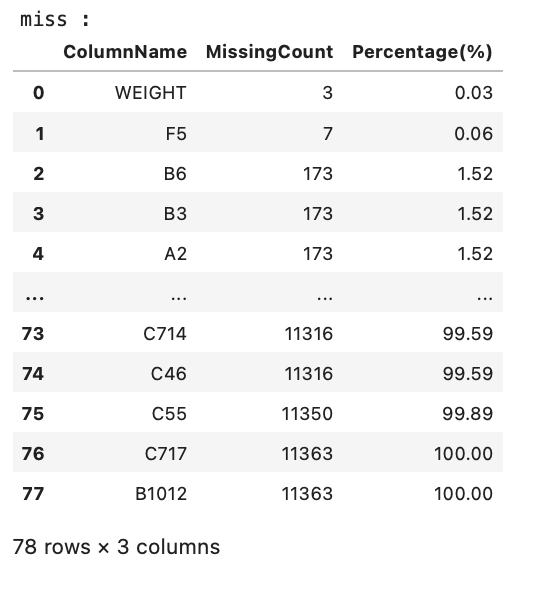 miss :
ColumnName MissingCount Percentage(%)
0 WEIGHT 3 0.03
1 F5 7 0.06
2 B6 173 1.52
3 B3 173 1.52
4 A2 173 1.52
... ... ... ...
73 C714 11316 99.59
74 C46 11316 99.59
75 C55 11350 99.89
76 C717 11363 100.00
77 B1012 11363 100.00
78 rows × 3 columns